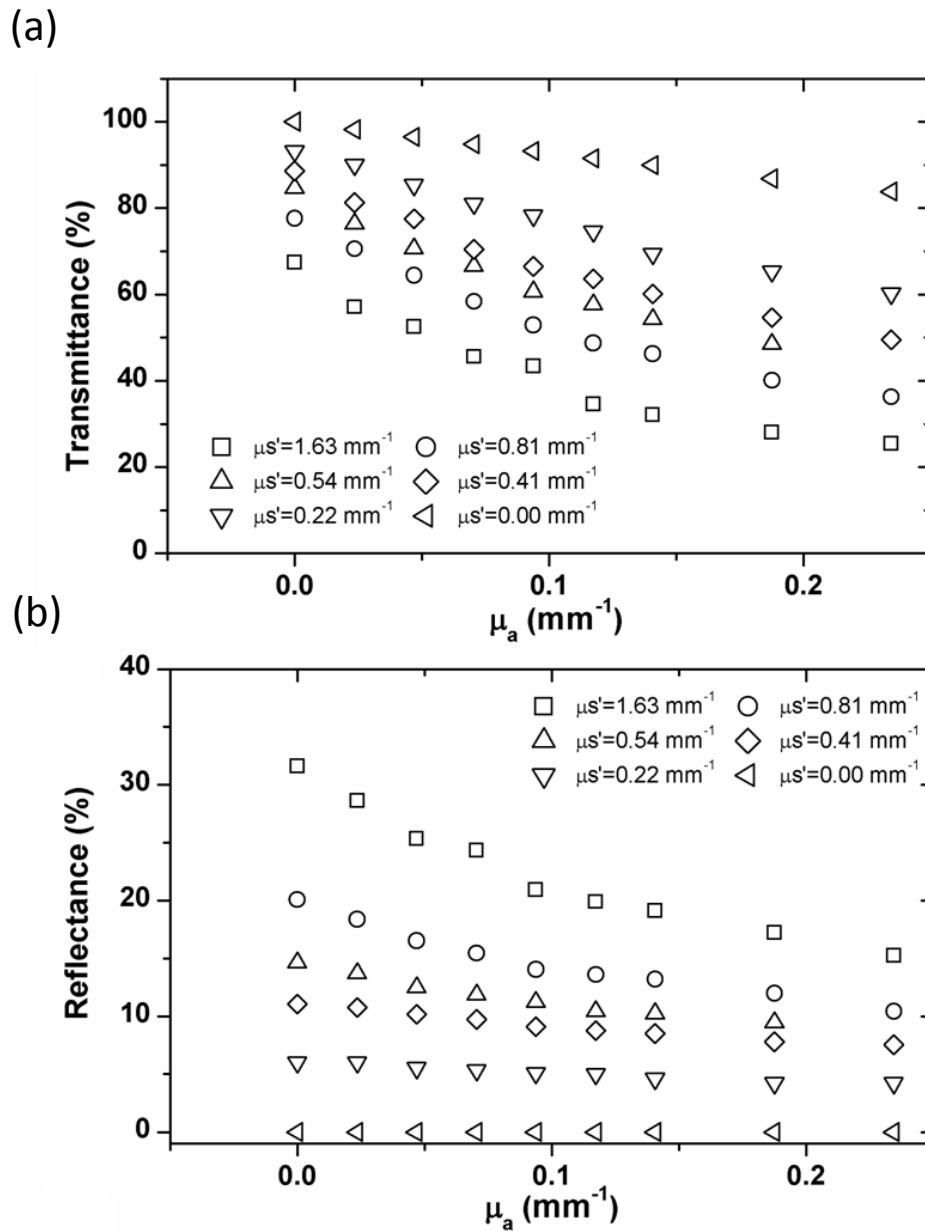 (a)
Transmittance (%)
100
80
60
40
20
0
μs'=1.63 mm⁻¹ μs'=0.81 mm⁻¹
μs'=0.54 mm⁻¹ μs'=0.41 mm⁻¹
μs'=0.22 mm⁻¹ μs'=0.00 mm⁻¹
0.0 0.1 0.2
μa (mm⁻¹)
(b)
Reflectance (%)
40
30
20
10
0
μs'=1.63 mm⁻¹ μs'=0.81 mm⁻¹
μs'=0.54 mm⁻¹ μs'=0.41 mm⁻¹
μs'=0.22 mm⁻¹ μs'=0.00 mm⁻¹
0.0 0.1 0.2
μa (mm⁻¹)